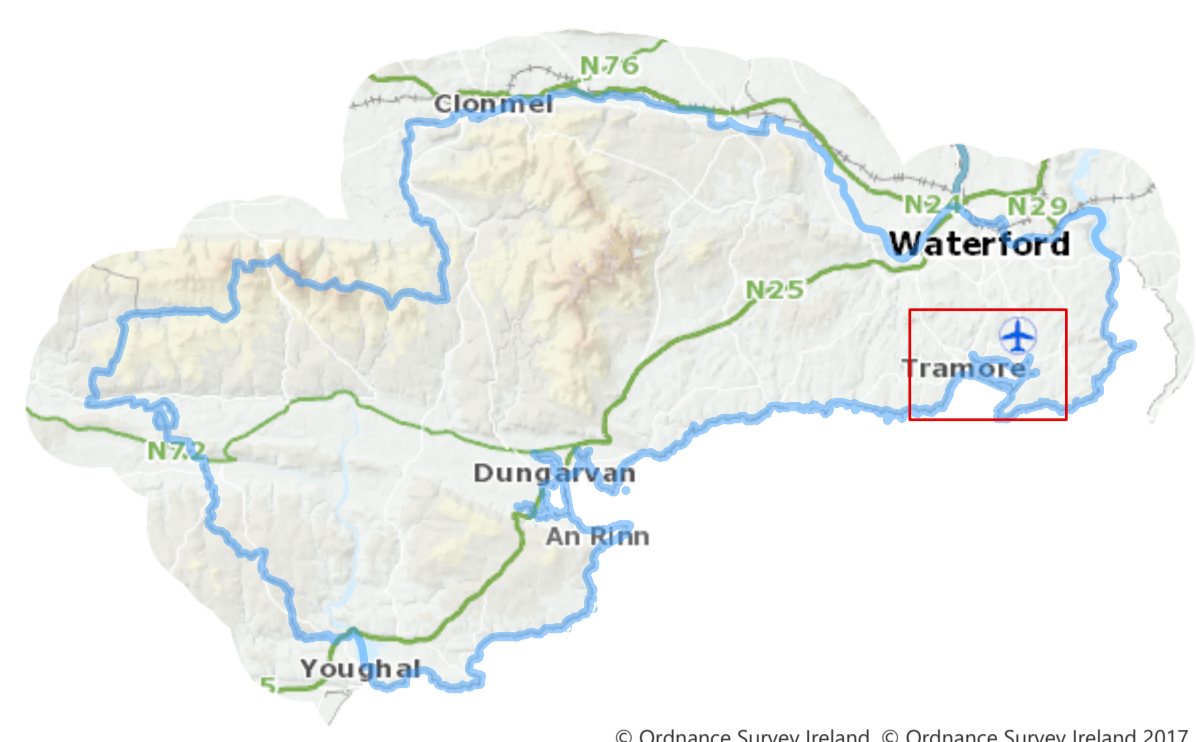 N76
Clonmel
N24
N29
Waterford
N25
Tramore
N72
Dungarvan
An Rinn
Youghal
5
© Ordnance Survey Ireland, © Ordnance Survey Ireland 2017